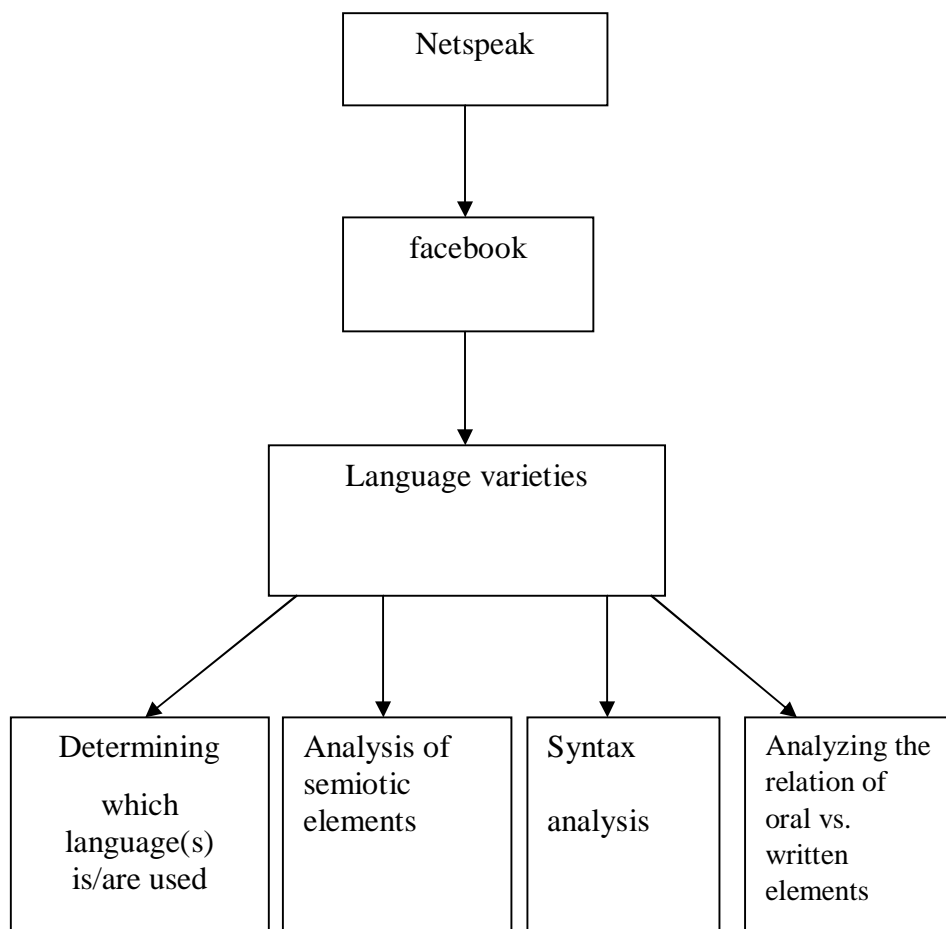 Netspeak
facebook
Language varieties
Determining
which
language(s)
is/are used
Analysis of
semiotic
elements
Syntax
analysis
Analyzing the
relation of
oral vs.
written
elements